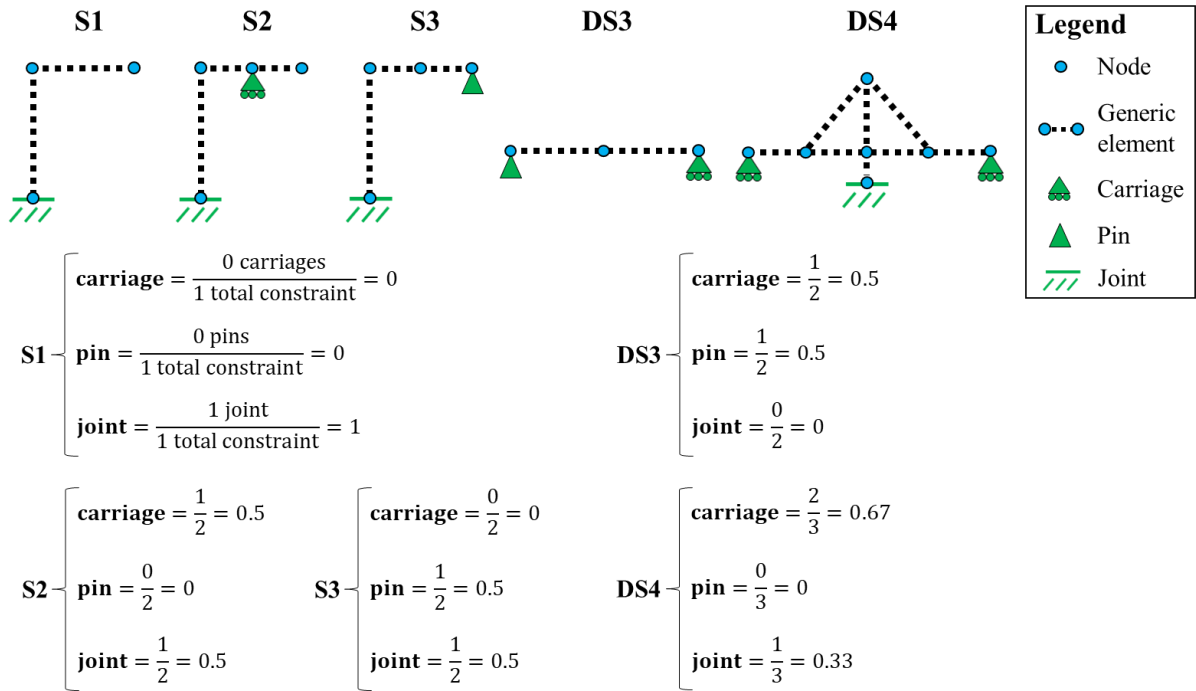 S1 S2 S3 DS3 DS4
Legend
Node
Generic
element
Carriage
Pin
Joint
S1
carriage = 0 carriages / 1 total constraint = 0
pin = 0 pins / 1 total constraint = 0
joint = 1 joint / 1 total constraint = 1
DS3
carriage = 1/2 = 0.5
pin = 1/2 = 0.5
joint = 0/2 = 0
S2
carriage = 1/2 = 0.5
pin = 0/2 = 0
joint = 1/2 = 0.5
S3
carriage = 0/2 = 0
pin = 1/2 = 0.5
joint = 1/2 = 0.5
DS4
carriage = 2/3 = 0.67
pin = 0/3 = 0
joint = 1/3 = 0.33